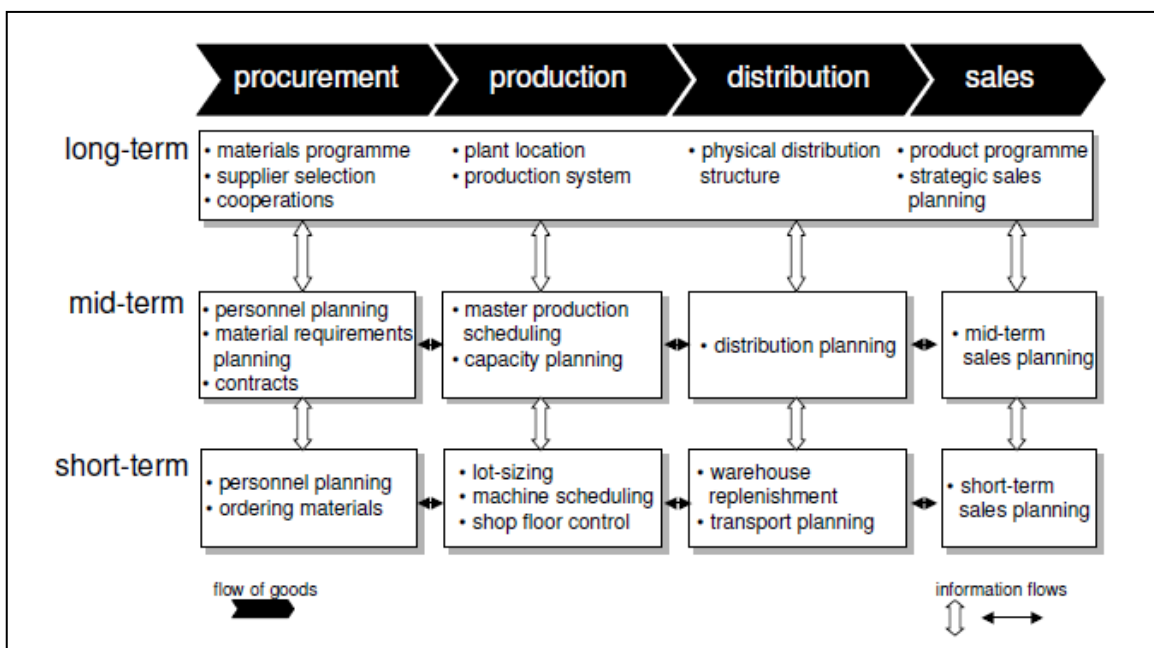 procurement
production
distribution
sales
long-term
• materials programme
• supplier selection
• cooperations
• plant location
• production system
• physical distribution
structure
• product programme
• strategic sales
planning
mid-term
• personnel planning
• material requirements
planning
• contracts
• master production
scheduling
• capacity planning
• distribution planning
• mid-term
sales planning
short-term
• personnel planning
• ordering materials
• lot-sizing
• machine scheduling
• shop floor control
• warehouse
replenishment
• transport planning
• short-term
sales planning
flow of goods
information flows